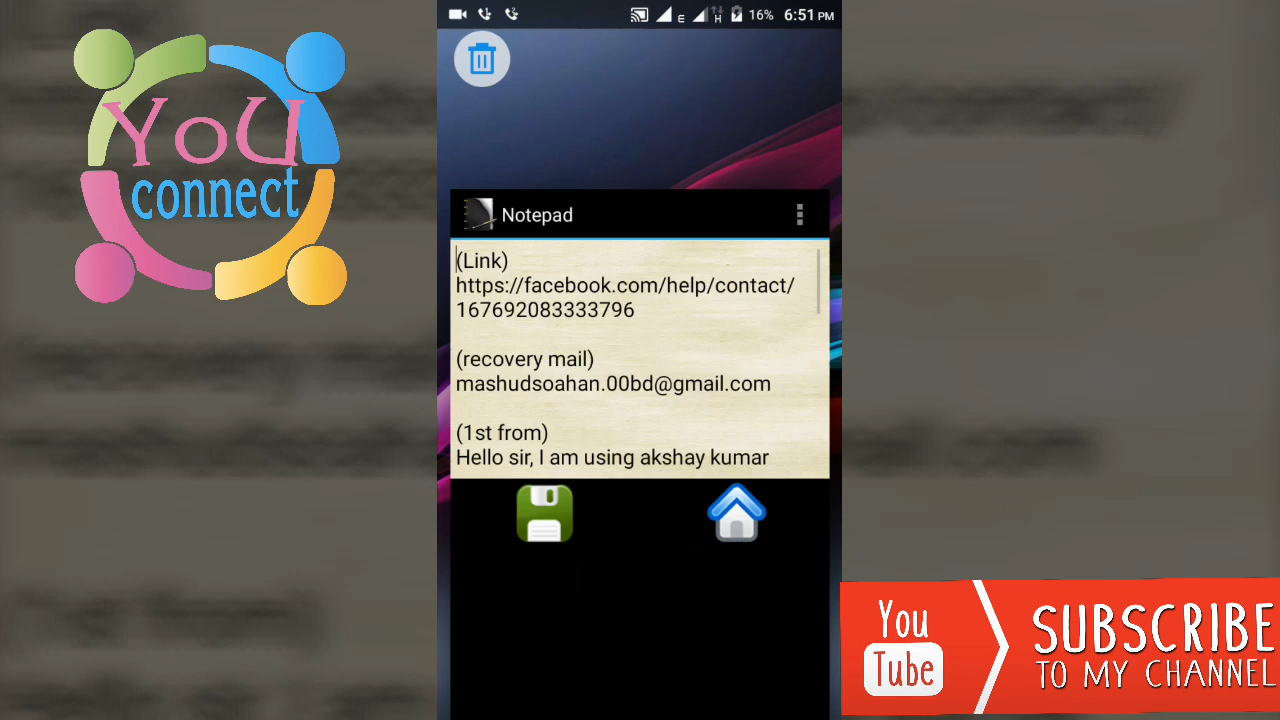 E
H
16%
6:51 PM
YoU
connect
Notepad
(Link)
https://facebook.com/help/contact/
167692083333796
(recovery mail)
mashudsoahan.00bd@gmail.com
(1st from)
Hello sir, I am using akshay kumar
You
Tube
SUBSCRIBE
TO MY CHANNEL